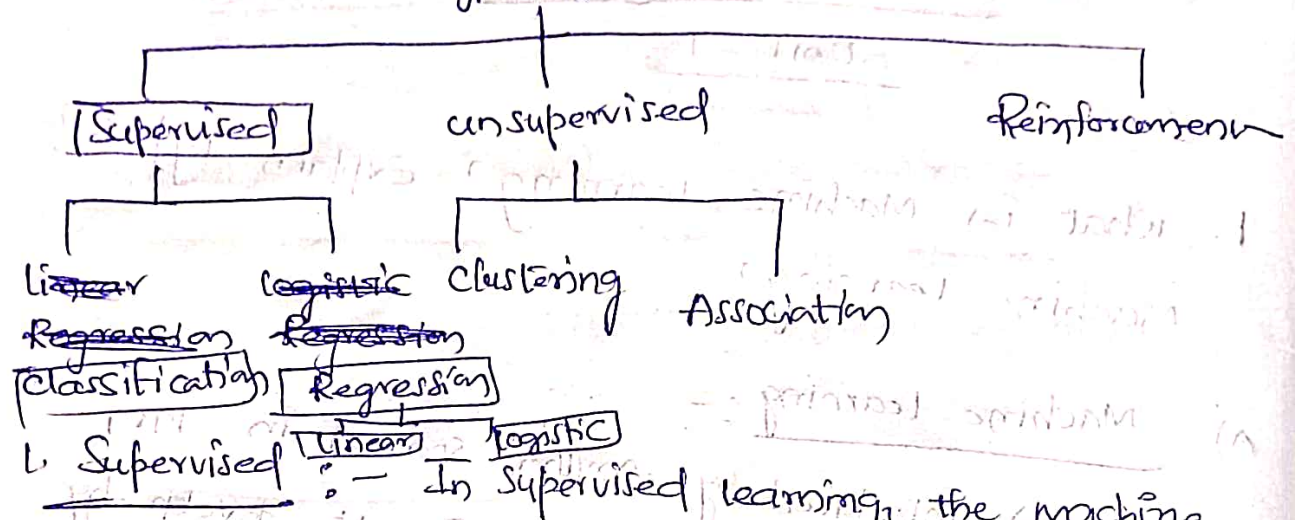 Supervised unsupervised Reinforcement
Linear Logistic Clustering
Association
Regression Regression
Classification Regression
Linear Logistic
1. Supervised :- In supervised learning, the machine